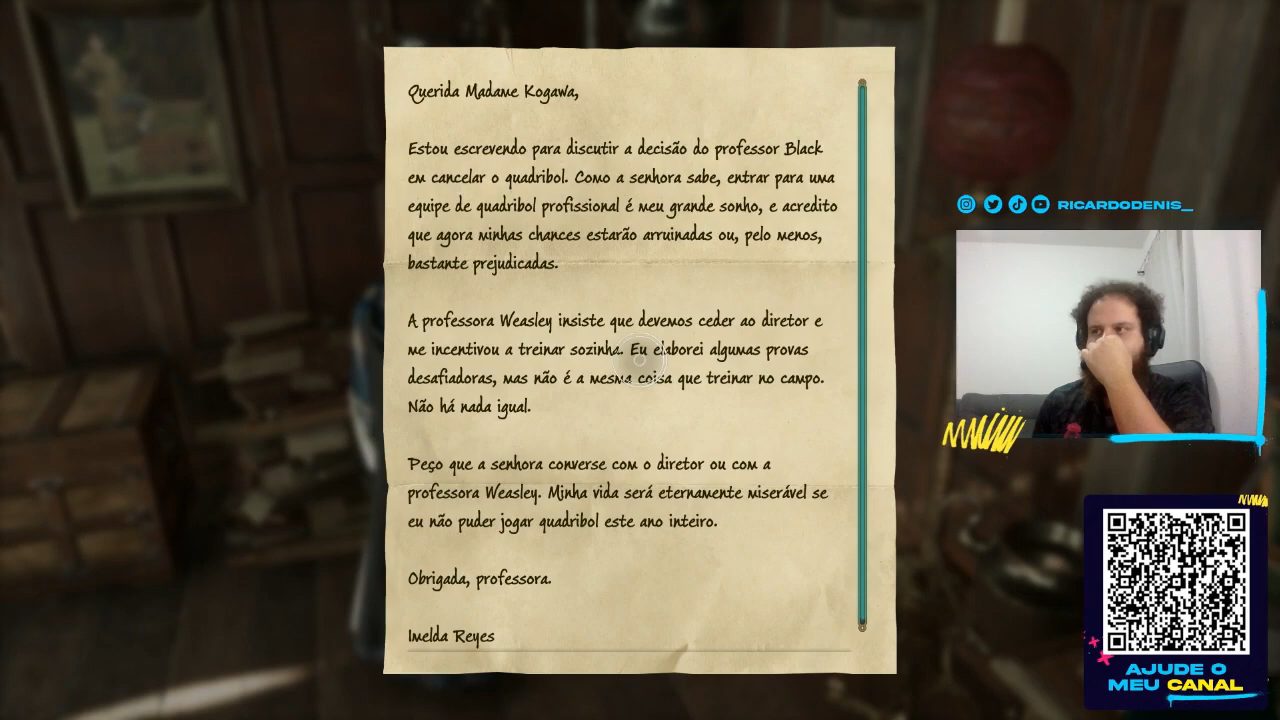 Querida Madame Kogawa,
Estou escrevendo para discutir a decisão do professor Black
em cancelar o quadribol. Como a senhora sabe, entrar para uma
equipe de quadribol profissional é meu grande sonho, e acredito
que agora minhas chances estarão arruinadas ou, pelo menos,
bastante prejudicadas.
A professora Weasley insiste que devemos ceder ao diretor e
me incentivou a treinar sozinha. Eu elaborei algumas provas
desafiadoras, mas não é a mesma coisa que treinar no campo.
Não há nada igual.
Peço que a senhora converse com o diretor ou com a
professora Weasley. Minha vida será eternamente miserável se
eu não puder jogar quadribol este ano inteiro.
Obrigada, professora.
Imelda Reyes
RICARDODENIS_
AJUDE O
MEU CANAL